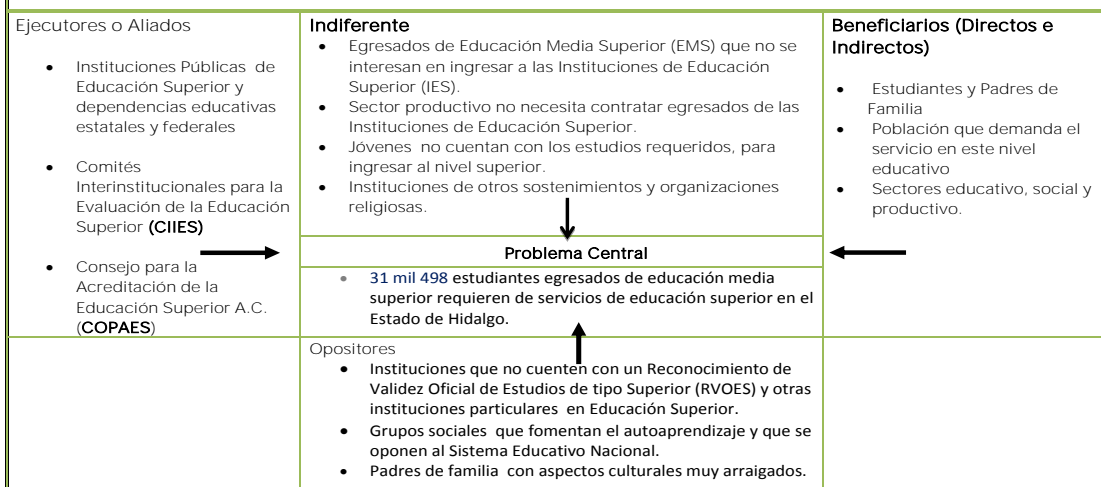 Ejecutores o Aliados
• Instituciones Públicas de
Educación Superior y
dependencias educativas
estatales y federales
• Comités
Interinstitucionales para la
Evaluación de la Educación
Superior (CIIES)
• Consejo para la
Acreditación de la
Educación Superior A.C.
(COPAES)
Indiferente
• Egresados de Educación Media Superior (EMS) que no se
interesan en ingresar a las Instituciones de Educación
Superior (IES).
• Sector productivo no necesita contratar egresados de las
Instituciones de Educación Superior.
• Jóvenes no cuentan con los estudios requeridos, para
ingresar al nivel superior.
• Instituciones de otros sostenimientos y organizaciones
religiosas.
Beneficiarios (Directos e
Indirectos)
• Estudiantes y Padres de
Familia
• Población que demanda el
servicio en este nivel
educativo
• Sectores educativo, social y
productivo.
Problema Central
• 31 mil 498 estudiantes egresados de educación media
superior requieren de servicios de educación superior en el
Estado de Hidalgo.
Opositores
• Instituciones que no cuenten con un Reconocimiento de
Validez Oficial de Estudios de tipo Superior (RVOES) y otras
instituciones particulares en Educación Superior.
• Grupos sociales que fomentan el autoaprendizaje y que se
oponen al Sistema Educativo Nacional.
• Padres de familia con aspectos culturales muy arraigados.